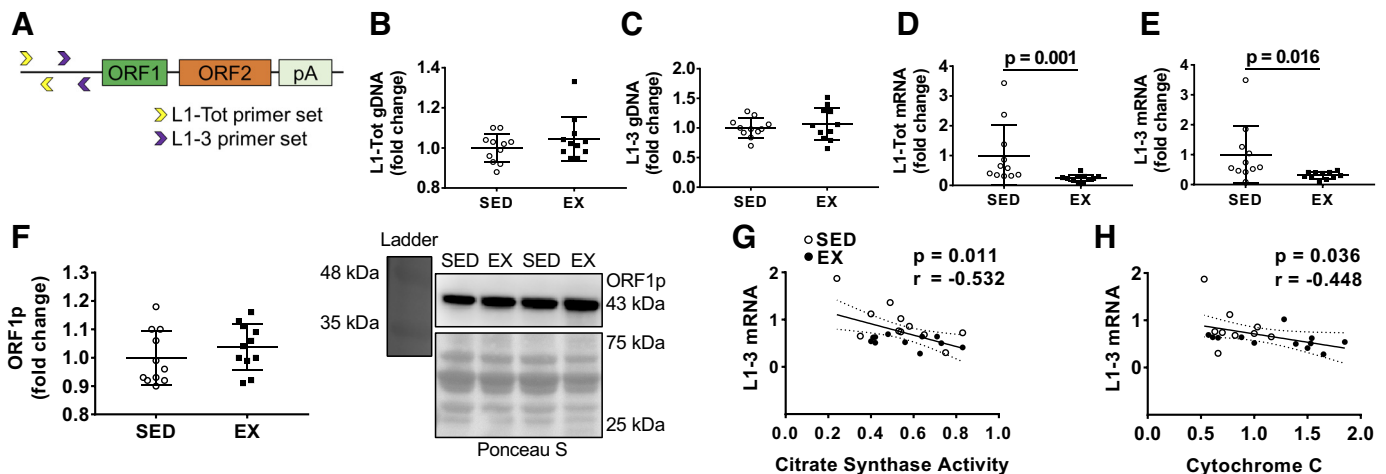 A
ORF1
ORF2
pA
L1-Tot primer set
L1-3 primer set
B
L1-Tot gDNA
(fold change)
1.4
1.2
1.0
0.8
SED
EX
C
L1-3 gDNA
(fold change)
2.0
1.5
1.0
0.5
0.0
SED
EX
D
L1-Tot mRNA
(fold change)
4
3
2
1
0
p = 0.001
SED
EX
E
L1-3 mRNA
(fold change)
4
3
2
1
0
p = 0.016
SED
EX
F
ORF1p
(fold change)
1.3
1.2
1.1
1.0
0.9
0.8
SED
EX
Ladder
48 kDa
35 kDa
SED EX SED EX
ORF1p
43 kDa
75 kDa
25 kDa
Ponceau S
G
SED
EX
p = 0.011
r = -0.532
L1-3 mRNA
2
1
0
0.0 0.2 0.4 0.6 0.8 1.0
Citrate Synthase Activity
H
p = 0.036
r = -0.448
L1-3 mRNA
2
1
0
0.0 0.5 1.0 1.5 2.0
Cytochrome C